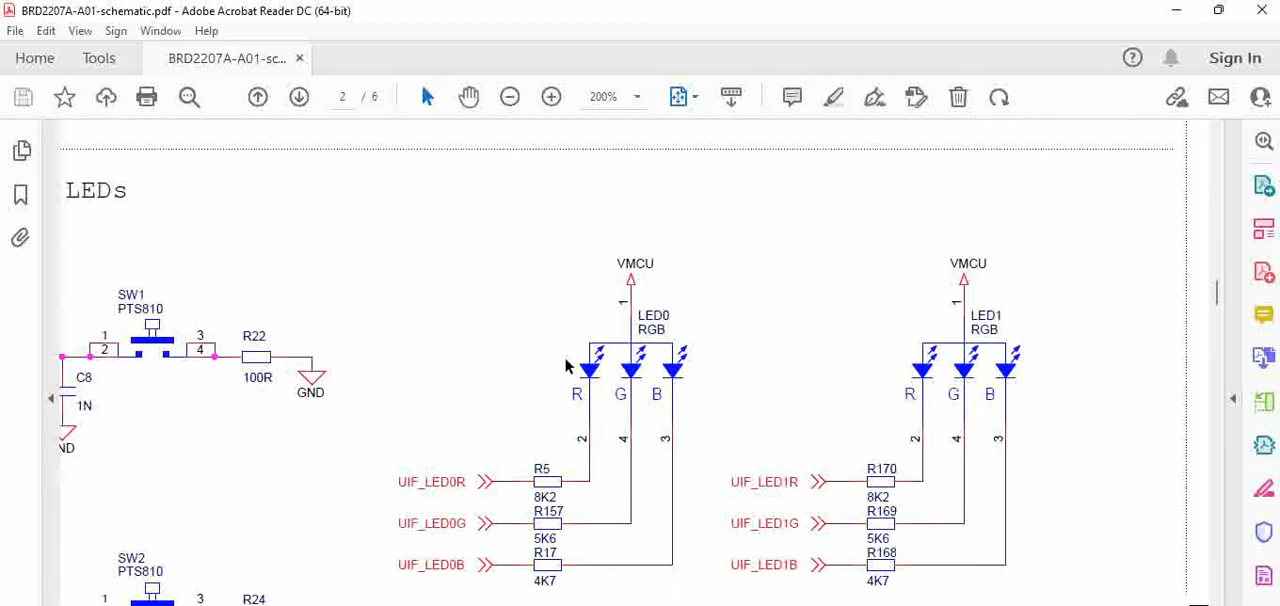 BRD2207A-A01-schematic.pdf - Adobe Acrobat Reader DC (64-bit)
File Edit View Sign Window Help
Home Tools BRD2207A-A01-sc... × Sign In
2 / 6 200%
LEDs
VMCU VMCU
1 1
SW1
PTS810
LED0 LED1
RGB RGB
1 3 R22
2 4
C8 100R
GND
1N
R G B R G B
ND
2 4 3 2 4 3
R5 R170
UIF_LED0R UIF_LED1R
8K2 8K2
R157 R169
UIF_LED0G UIF_LED1G
5K6 5K6
R17 R168
UIF_LED0B UIF_LED1B
4K7 4K7
SW2
PTS810
1 3 R24